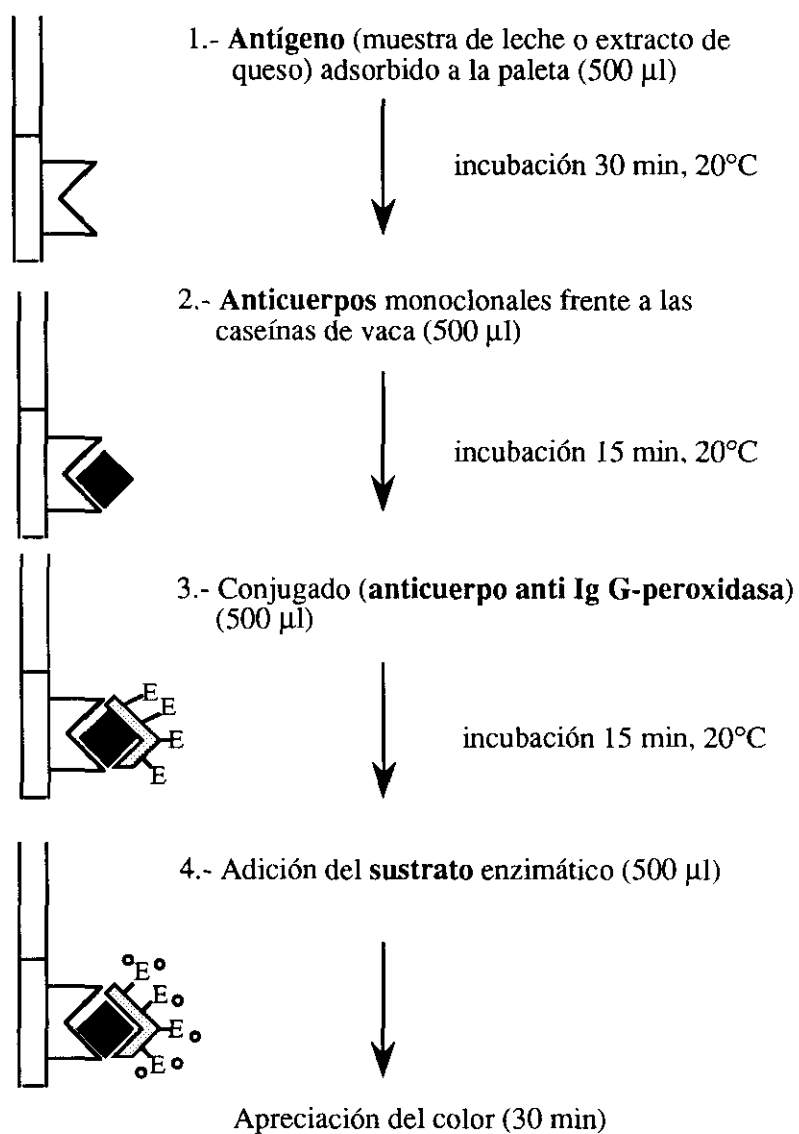 1.- Antígeno (muestra de leche o extracto de
queso) adsorbido a la paleta (500 µl)
incubación 30 min, 20°C
2.- Anticuerpos monoclonales frente a las
caseínas de vaca (500 µl)
incubación 15 min, 20°C
3.- Conjugado (anticuerpo anti Ig G-peroxidasa)
(500 µl)
E
E
E
E
incubación 15 min, 20°C
4.- Adición del sustrato enzimático (500 µl)
E
E
E
E
Apreciación del color (30 min)